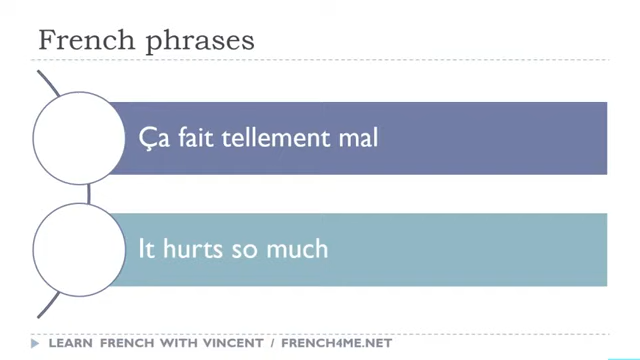 French phrases
Ça fait tellement mal
It hurts so much
LEARN FRENCH WITH VINCENT / FRENCH4ME.NET